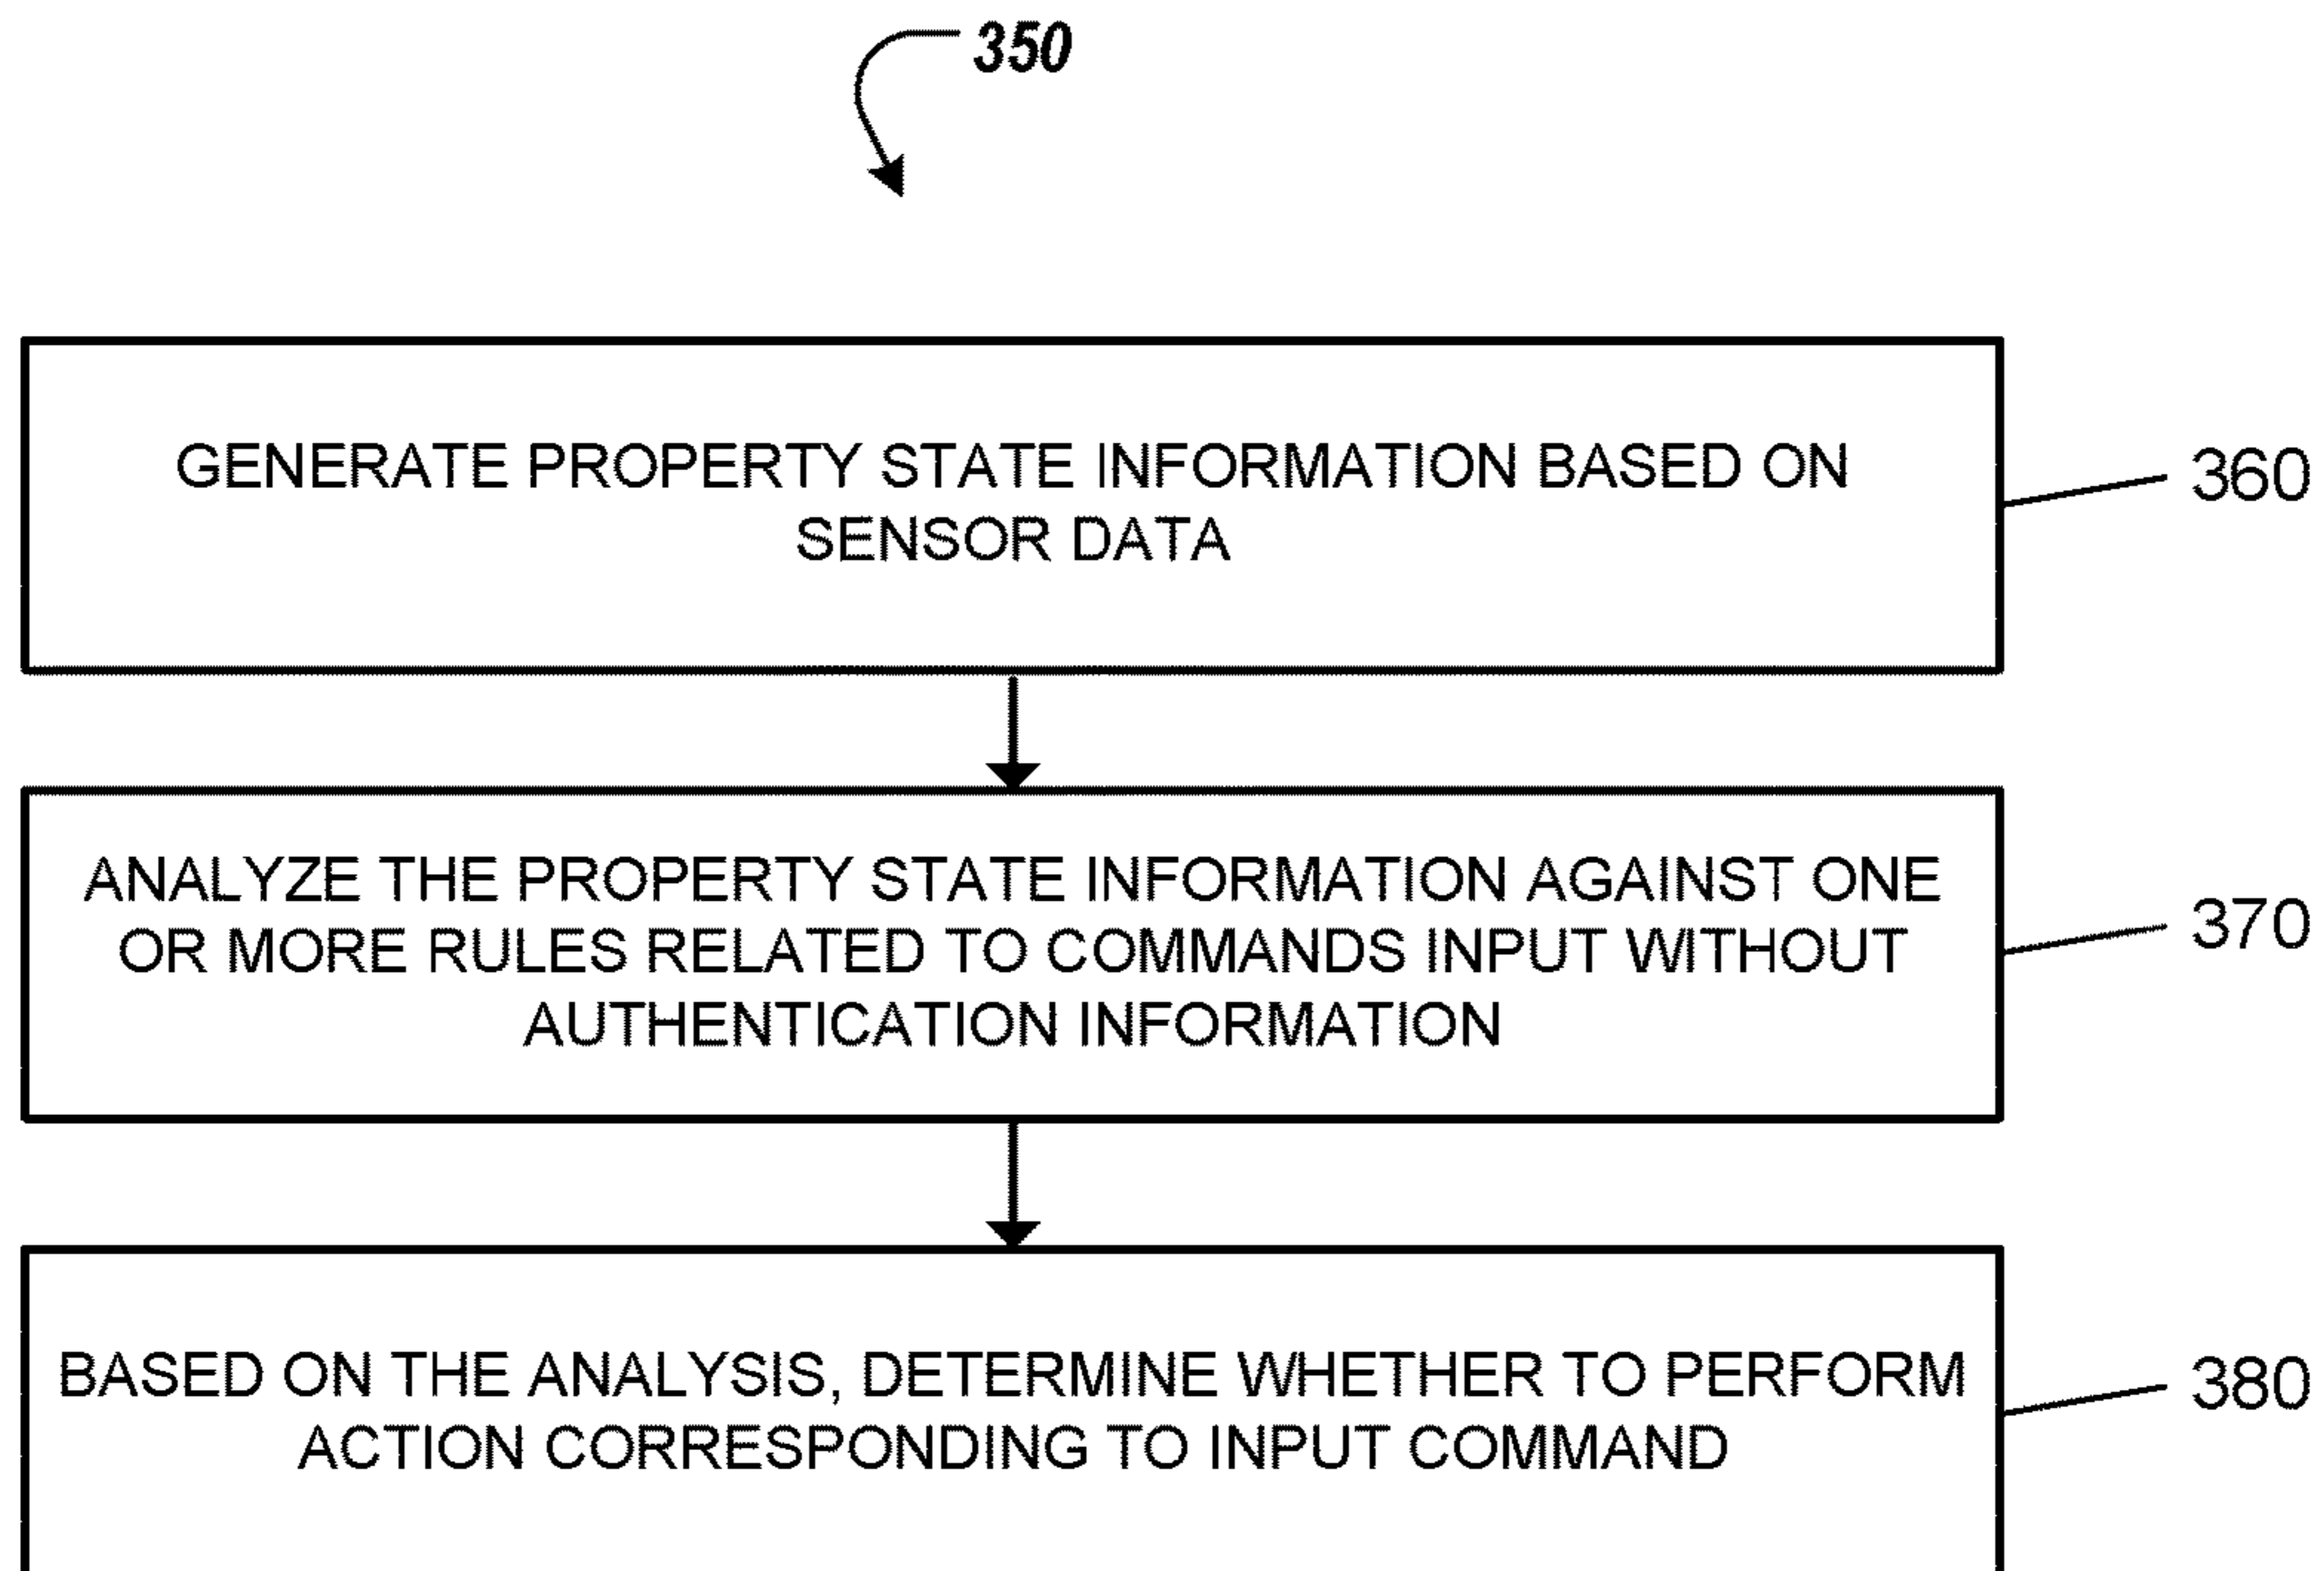 350
GENERATE PROPERTY STATE INFORMATION BASED ON
SENSOR DATA
360
ANALYZE THE PROPERTY STATE INFORMATION AGAINST ONE
OR MORE RULES RELATED TO COMMANDS INPUT WITHOUT
AUTHENTICATION INFORMATION
370
BASED ON THE ANALYSIS, DETERMINE WHETHER TO PERFORM
ACTION CORRESPONDING TO INPUT COMMAND
380